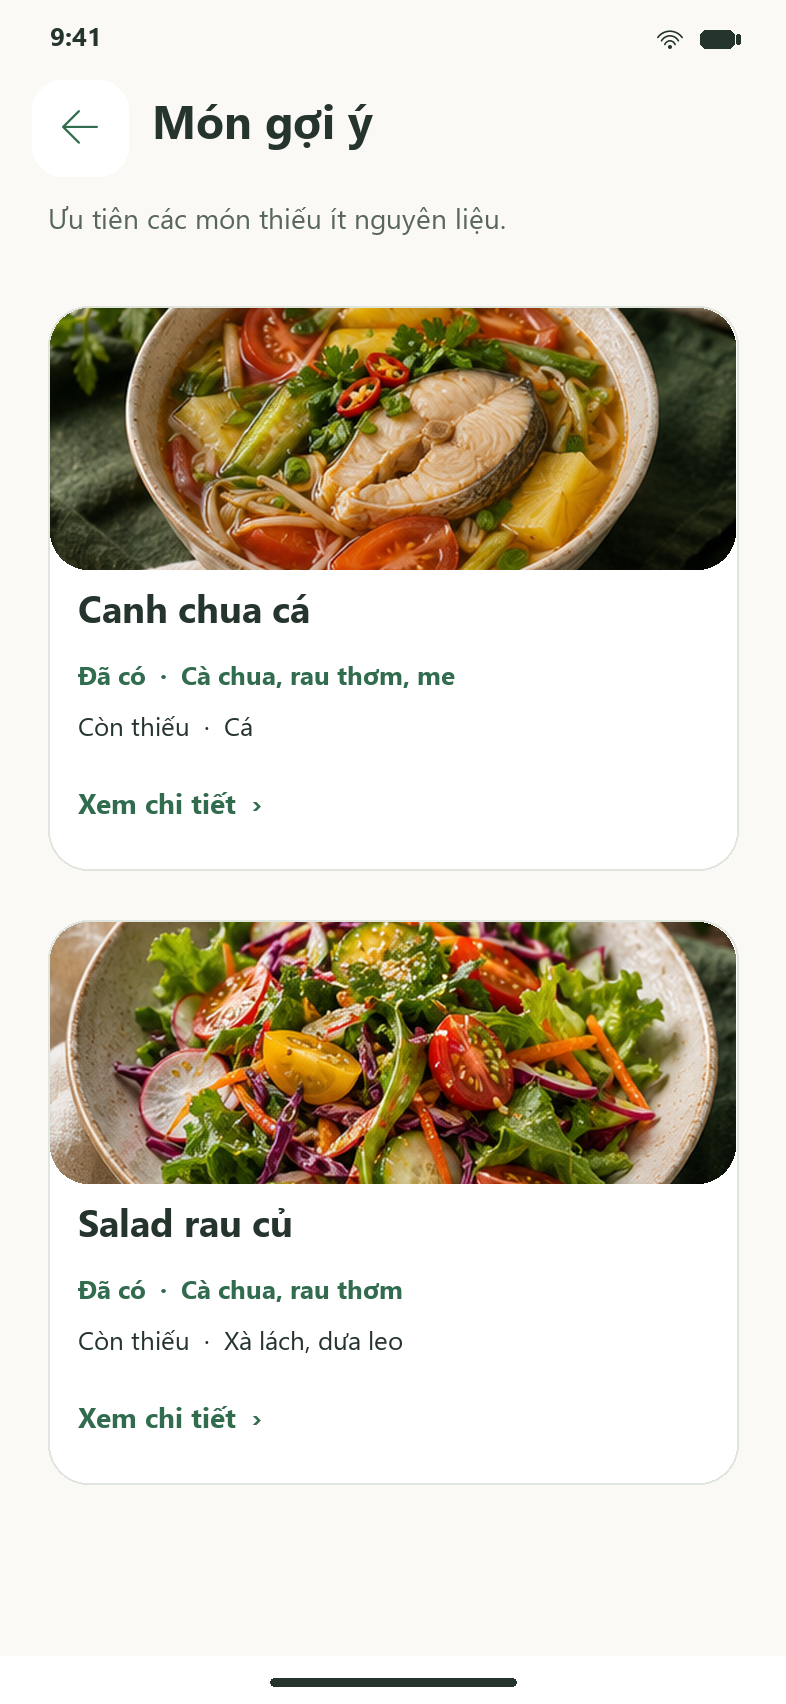 9:41
Món gợi ý
Ưu tiên các món thiếu ít nguyên liệu.
Canh chua cá
Đã có · Cà chua, rau thơm, me
Còn thiếu · Cá
Xem chi tiết ›
Salad rau củ
Đã có · Cà chua, rau thơm
Còn thiếu · Xà lách, dưa leo
Xem chi tiết ›